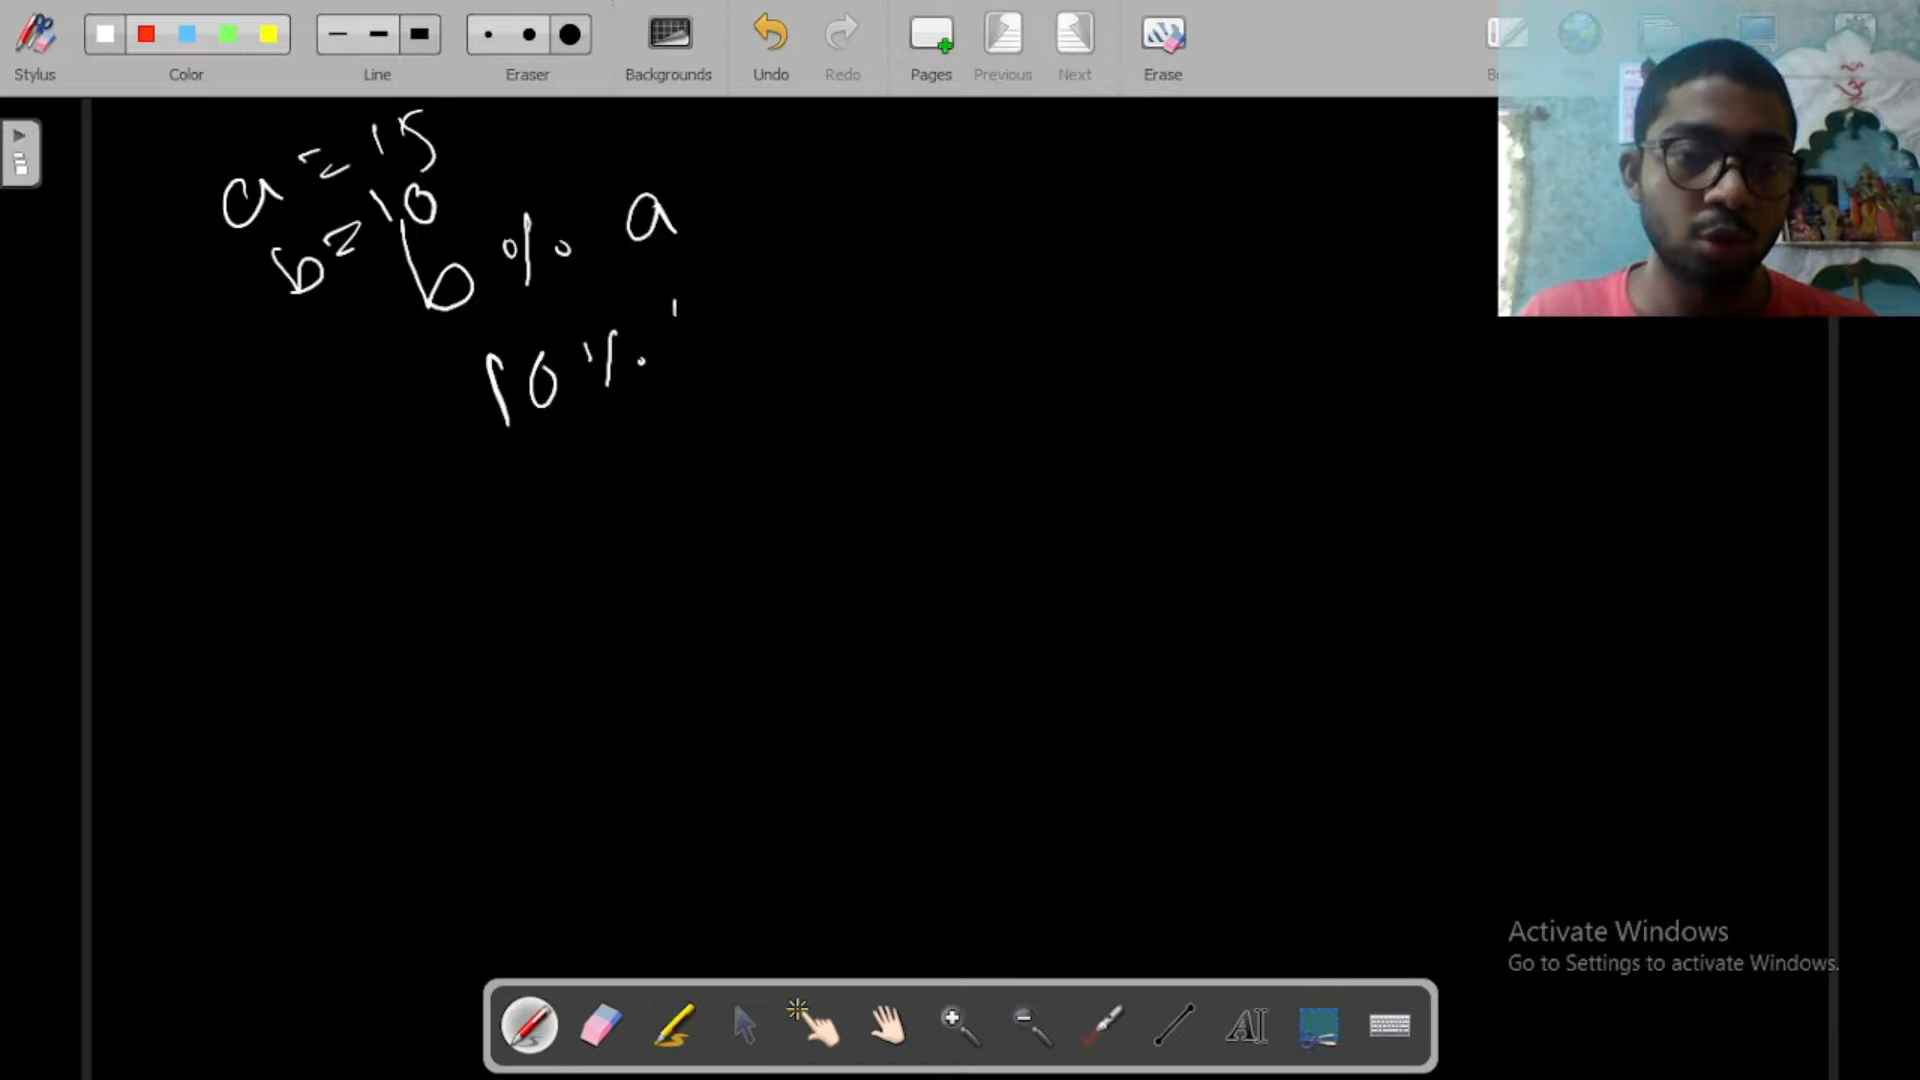 Stylus
Color
Line
Eraser
Backgrounds
Undo
Redo
Pages
Previous
Next
Erase
a = 15
b = 10
b % a
10 % 1
Activate Windows
Go to Settings to activate Windows.